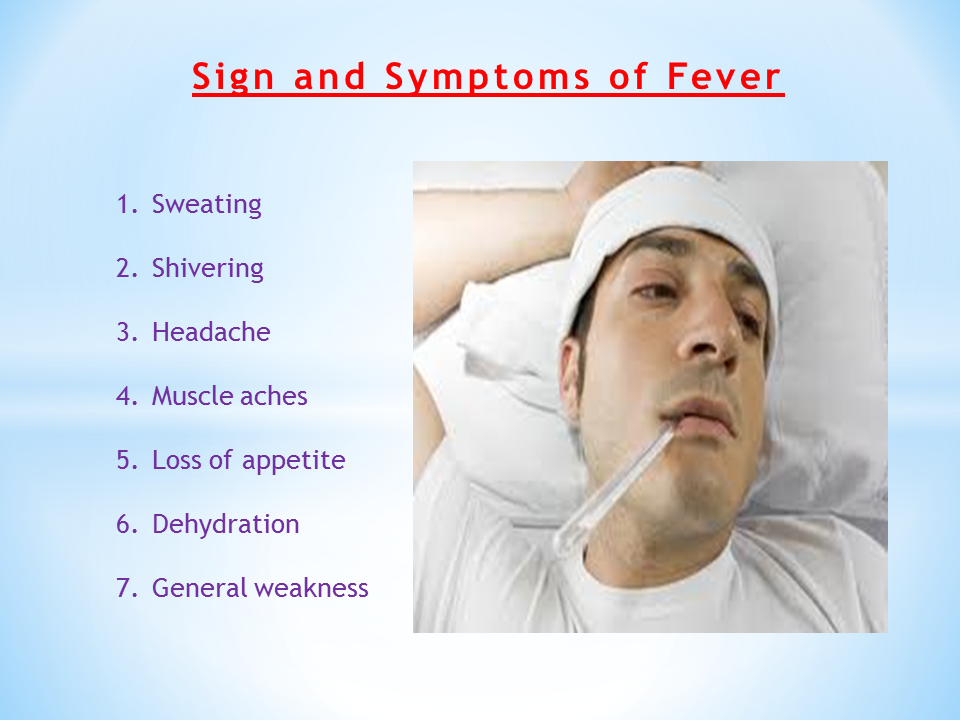 Sign and Symptoms of Fever
1. Sweating
2. Shivering
3. Headache
4. Muscle aches
5. Loss of appetite
6. Dehydration
7. General weakness